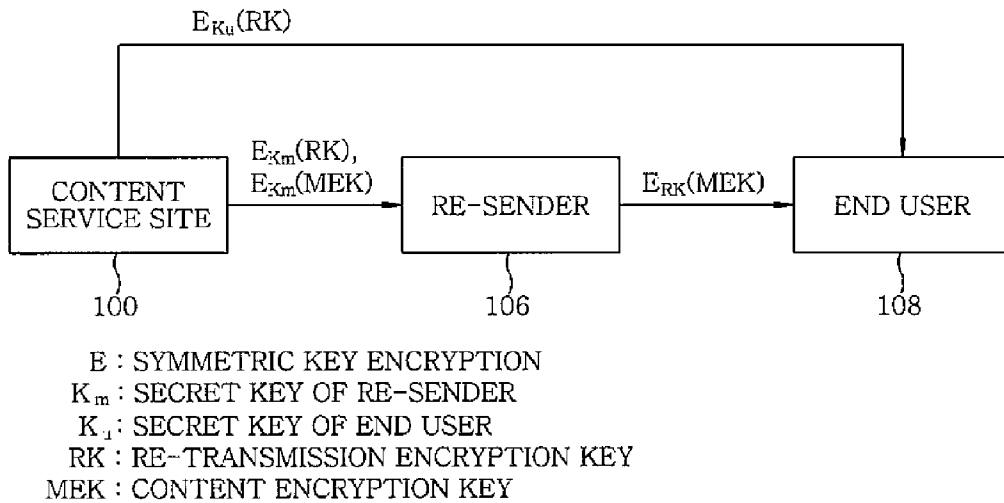 E_Ku(RK)
E_Km(RK),
E_Km(MEK)
E_RK(MEK)
CONTENT
SERVICE SITE
RE-SENDER
END USER
100
106
108
E : SYMMETRIC KEY ENCRYPTION
K_m : SECRET KEY OF RE-SENDER
K_u : SECRET KEY OF END USER
RK : RE-TRANSMISSION ENCRYPTION KEY
MEK : CONTENT ENCRYPTION KEY